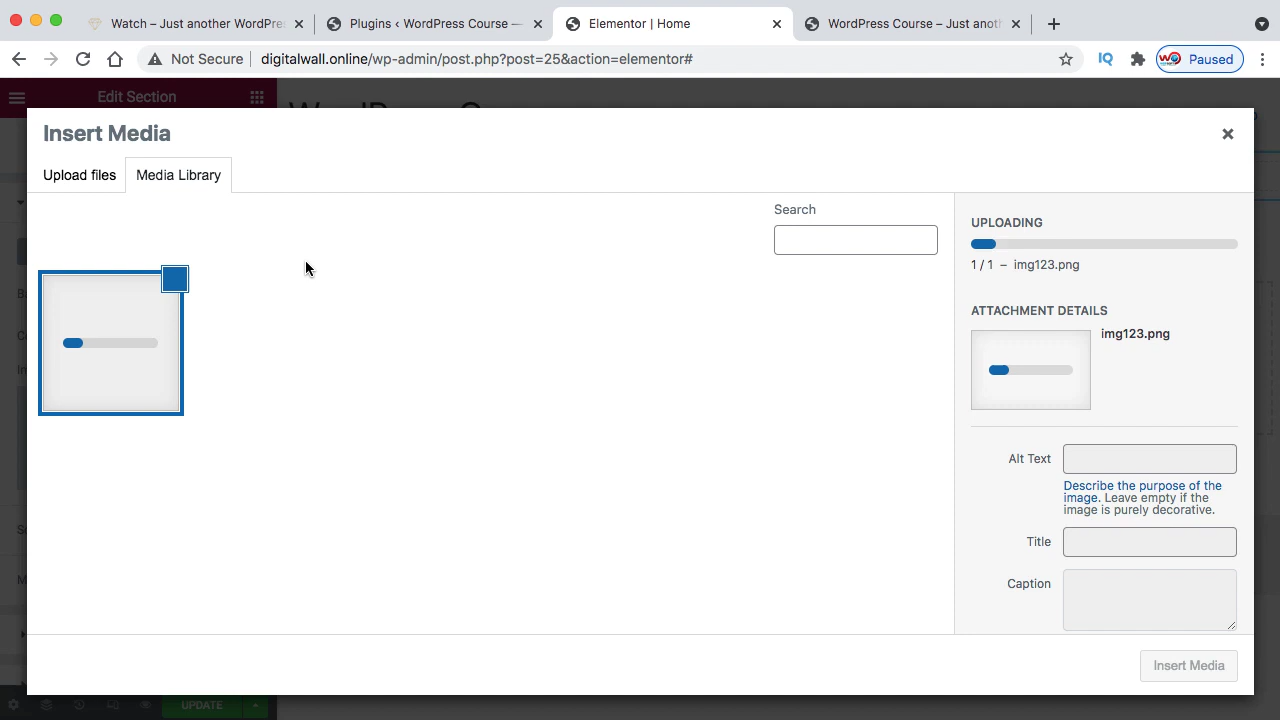 Watch – Just another WordPres
Plugins ‹ WordPress Course —
Elementor | Home
WordPress Course – Just anoth
Not Secure
digitalwall.online/wp-admin/post.php?post=25&action=elementor#
IQ
Paused
Edit Section
Insert Media
Upload files
Media Library
Search
UPLOADING
1 / 1 – img123.png
ATTACHMENT DETAILS
img123.png
Alt Text
Describe the purpose of the
image. Leave empty if the
image is purely decorative.
Title
Caption
Insert Media
UPDATE